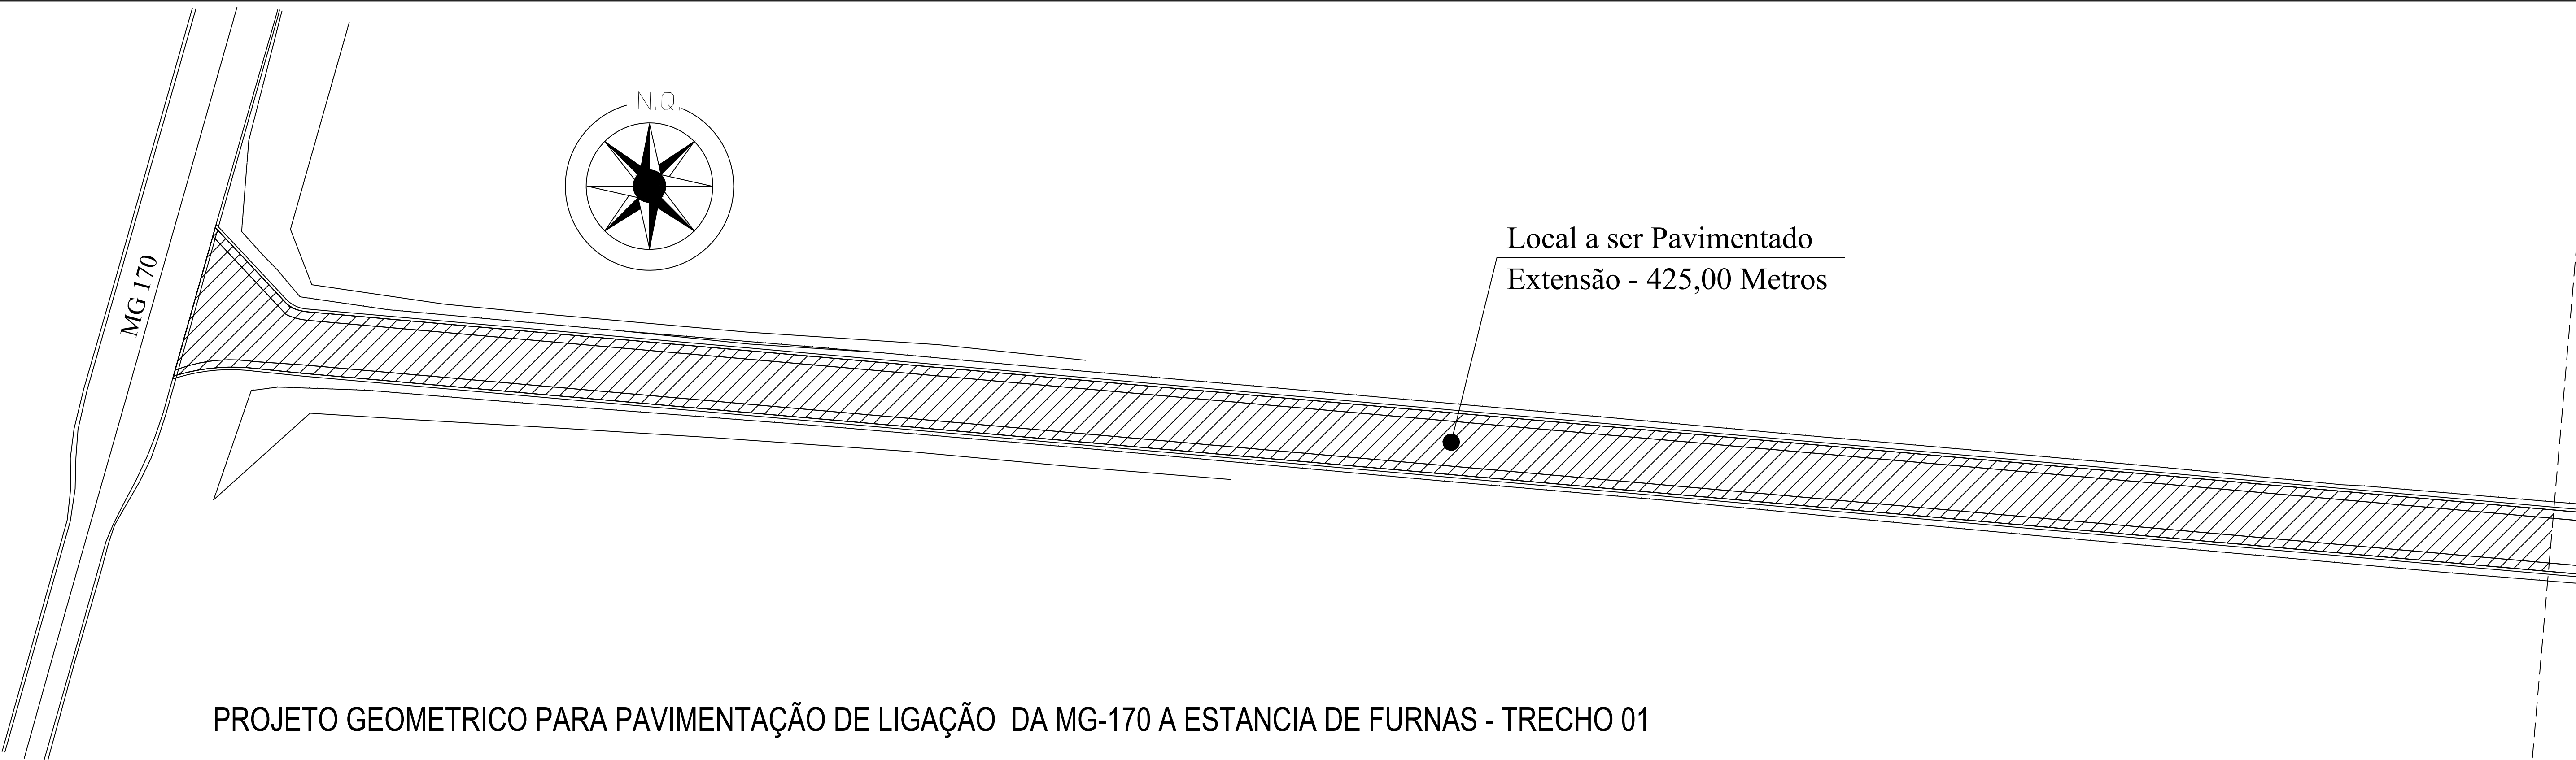 N.Q.
Local a ser Pavimentado
Extensão - 425,00 Metros
MG 170
PROJETO GEOMETRICO PARA PAVIMENTAÇÃO DE LIGAÇÃO DA MG-170 A ESTANCIA DE FURNAS - TRECHO 01